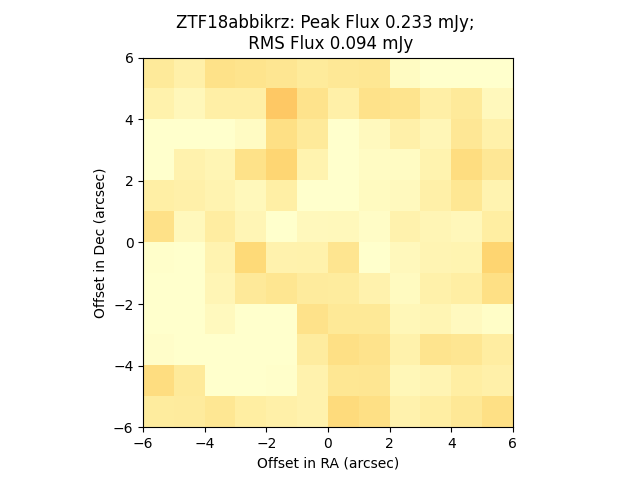 ZTF18abbikrz: Peak Flux 0.233 mJy;
RMS Flux 0.094 mJy
6
4
2
0
−2
−4
−6
Offset in Dec (arcsec)
−6 −4 −2 0 2 4 6
Offset in RA (arcsec)